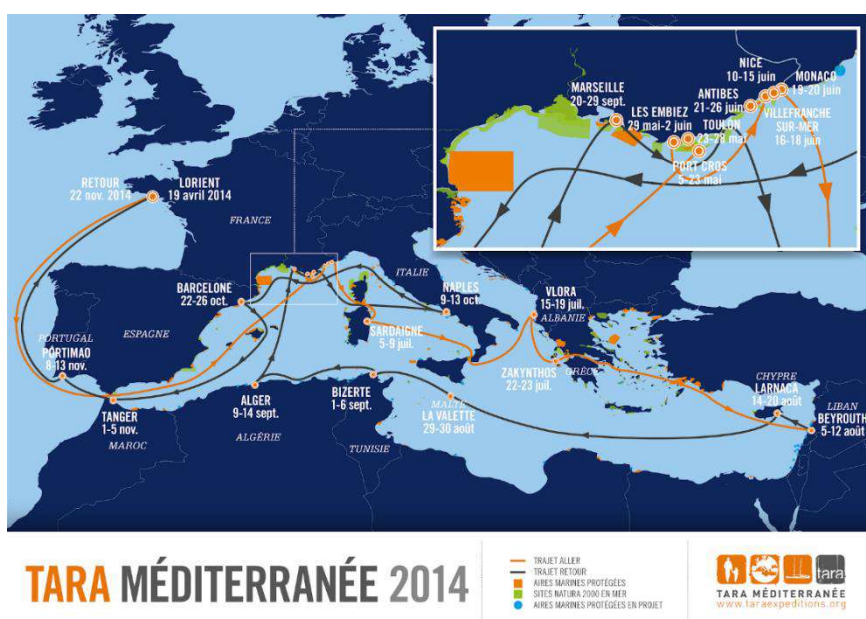 NICE
10-15 juin
MONACO
19-20 juin
MARSEILLE
20-29 sept.
ANTIBES
21-26 juin
LES EMBIEZ
29 mai-2 juin
TOULON
23-28 mai
VILLEFRANCHE
SUR-MER
16-18 juin
PORT CROS
5-23 mai
RETOUR
22 nov. 2014
LORIENT
19 avril 2014
FRANCE
ITALIE
BARCELONE
22-26 oct.
NAPLES
9-13 oct.
VLORA
15-19 juil.
ALBANIE
PORTUGAL
PORTIMAO
8-13 nov.
ESPAGNE
SARDAIGNE
5-9 juil.
ZAKYNTHOS
22-23 juil.
GRÈCE
CHYPRE
LARNACA
14-20 août
LIBAN
BEYROUTH
5-12 août
TANGER
1-5 nov.
MAROC
ALGER
9-14 sept.
ALGÉRIE
BIZERTE
1-6 sept.
TUNISIE
MALTE
LA VALETTE
29-30 août
TARA MÉDITERRANÉE 2014
TRAJET ALLER
TRAJET RETOUR
AIRES MARINES PROTÉGÉES
SITES NATURA 2000 EN MER
AIRES MARINES PROTÉGÉES EN PROJET
tara
TARA MÉDITERRANÉE
www.taraexpeditions.org